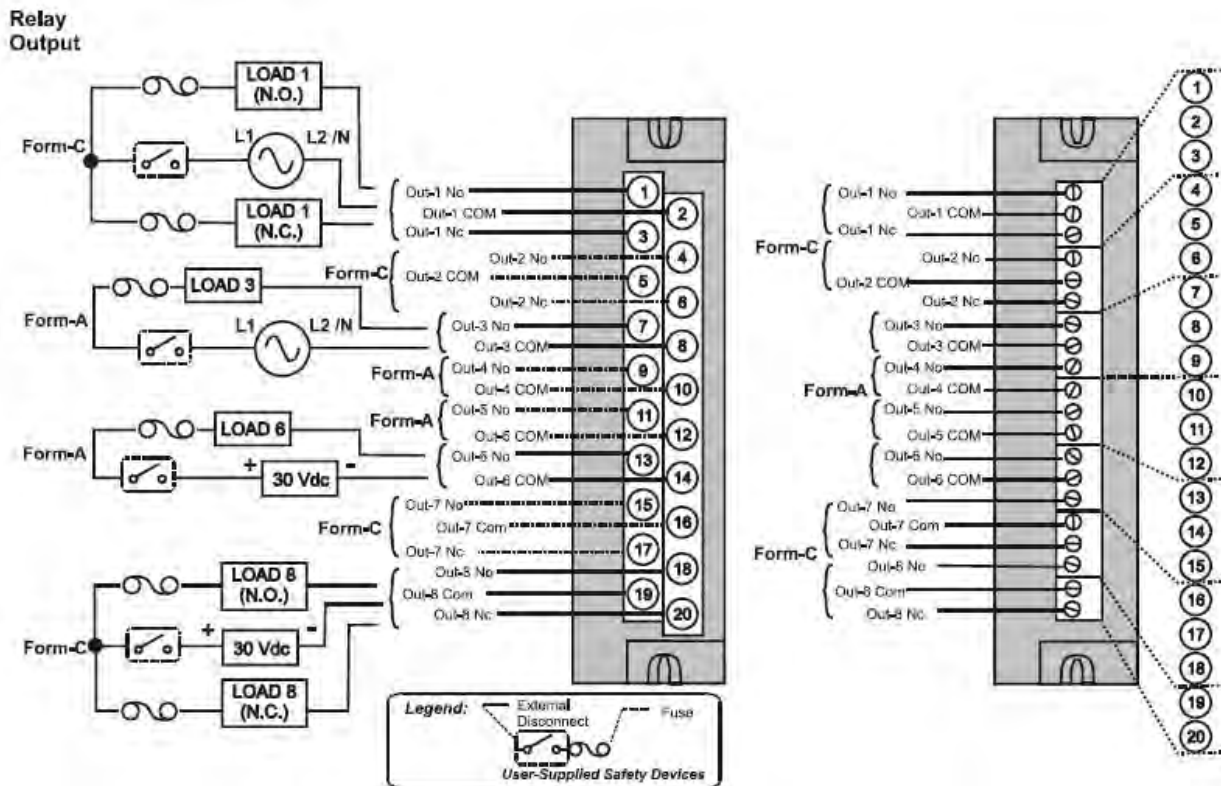 Relay
Output
LOAD 1
(N.O.)
Form-C
L1
L2 /N
LOAD 1
(N.C.)
LOAD 3
Form-A
L1
L2 /N
LOAD 6
Form-A
+
30 Vdc
-
LOAD 8
(N.O.)
Form-C
+
30 Vdc
-
LOAD 8
(N.C.)
Out-1 No
Out-1 COM
Out-1 Nc
Form-C
Out-2 No
Out-2 COM
Out-2 Nc
Out-3 No
Out-3 COM
Form-A
Out-4 No
Out-4 COM
Form-A
Out-5 No
Out-5 COM
Out-6 No
Out-6 COM
Form-C
Out-7 No
Out-7 Com
Out-7 Nc
Out-8 No
Out-8 Com
Out-8 Nc
1
2
3
4
5
6
7
8
9
10
11
12
13
14
15
16
17
18
19
20
Legend:
External
Disconnect
Fuse
User-Supplied Safety Devices
Out-1 No
Out-1 COM
Out-1 Nc
Form-C
Out-2 No
Out-2 COM
Out-2 Nc
Out-3 No
Out-3 COM
Out-4 No
Form-A
Out-4 COM
Out-5 No
Out-5 COM
Out-6 No
Out-6 COM
Out-7 No
Out-7 Com
Out-7 Nc
Form-C
Out-8 No
Out-8 Com
Out-8 Nc
1
2
3
4
5
6
7
8
9
10
11
12
13
14
15
16
17
18
19
20